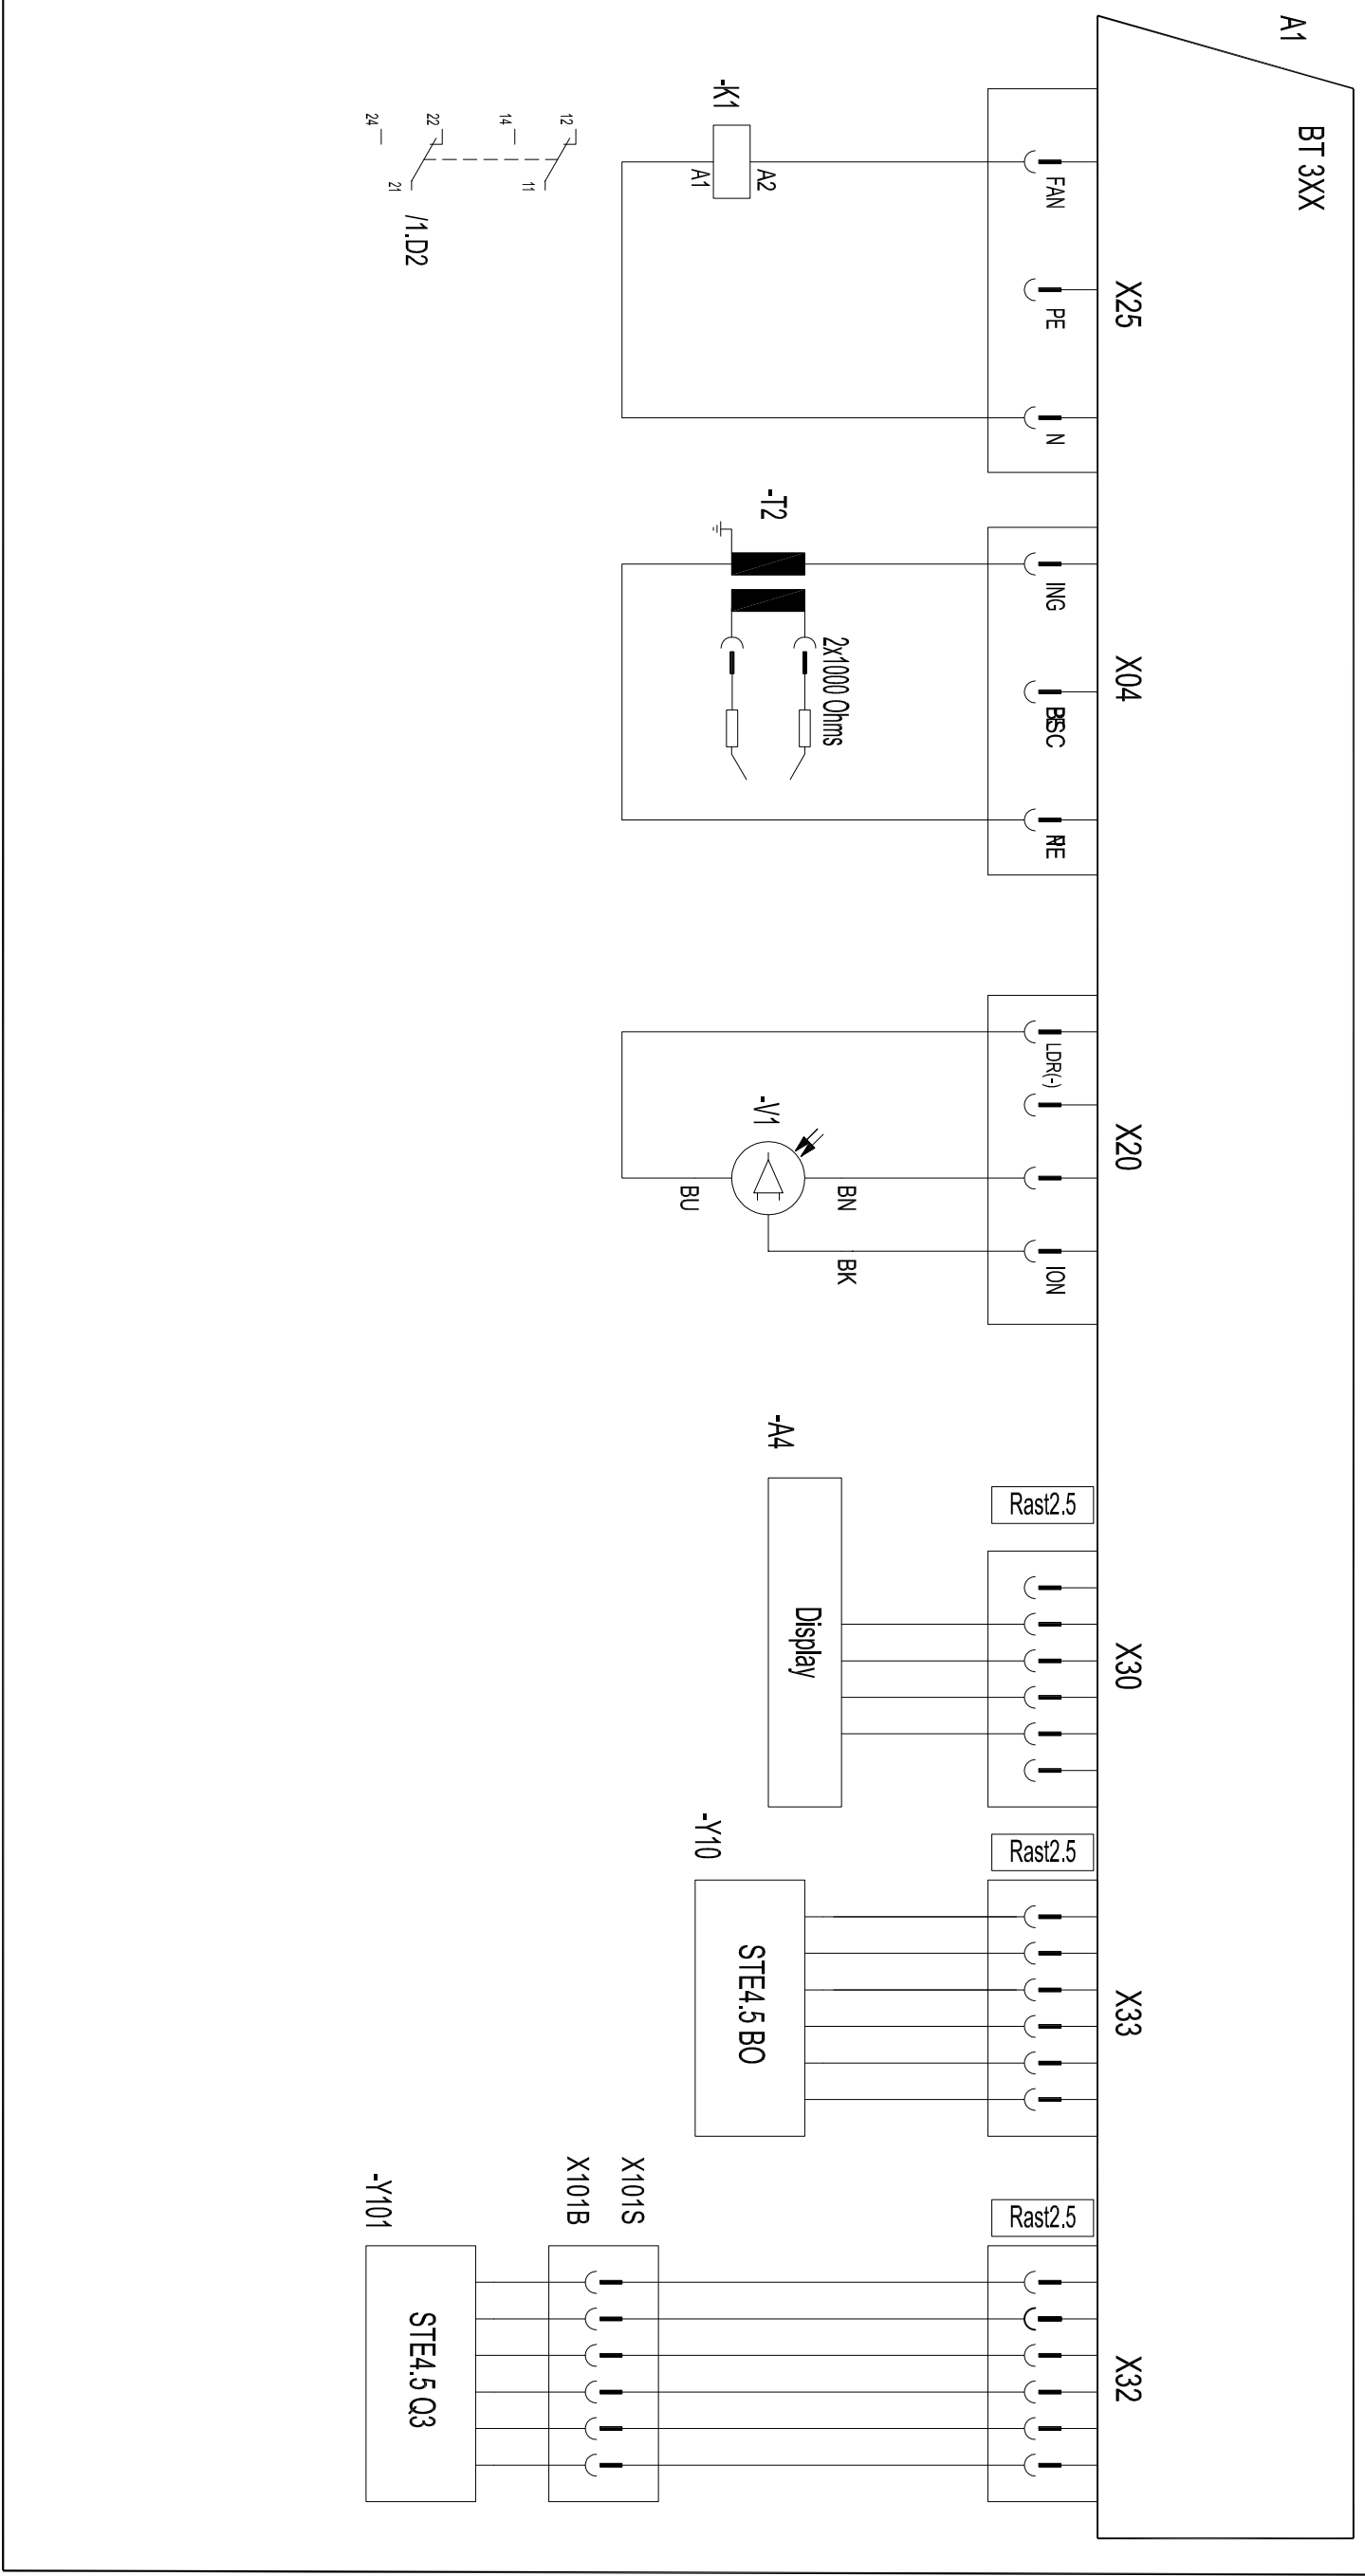 A1
BT 3XX
X25
X04
X20
X30
X33
X32
FAN
PE
N
ING
LDR(-)
ION
Rast2.5
Rast2.5
Rast2.5
-K1
A2
A1
12
11
14
22
21
24
/1.D2
-T2
2x1000 Ohms
-V1
BN
BK
BU
-A4
Display
-Y10
STE4.5 BO
X101S
X101B
-Y101
STE4.5 Q3